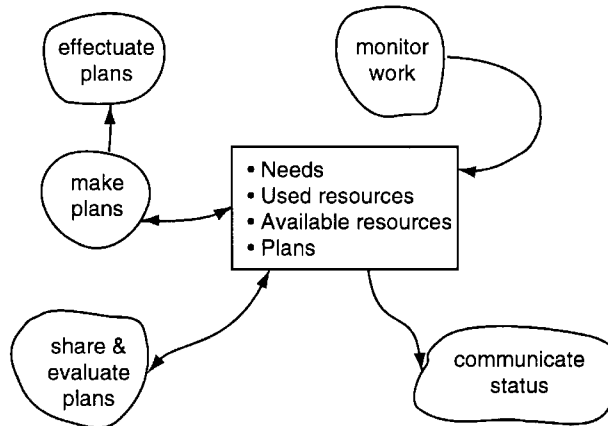 effectuate
plans
monitor
work
make
plans
• Needs
• Used resources
• Available resources
• Plans
share &
evaluate
plans
communicate
status